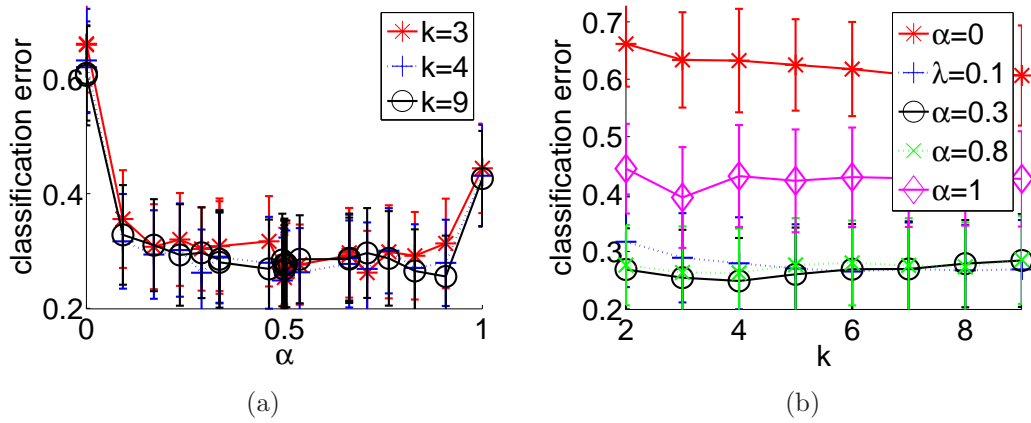 classification error
0.6
0.4
0.2
0
0.5
1
α
k=3
k=4
k=9
(a)
classification error
0.7
0.6
0.5
0.4
0.3
0.2
2
4
6
8
k
α=0
λ=0.1
α=0.3
α=0.8
α=1
(b)